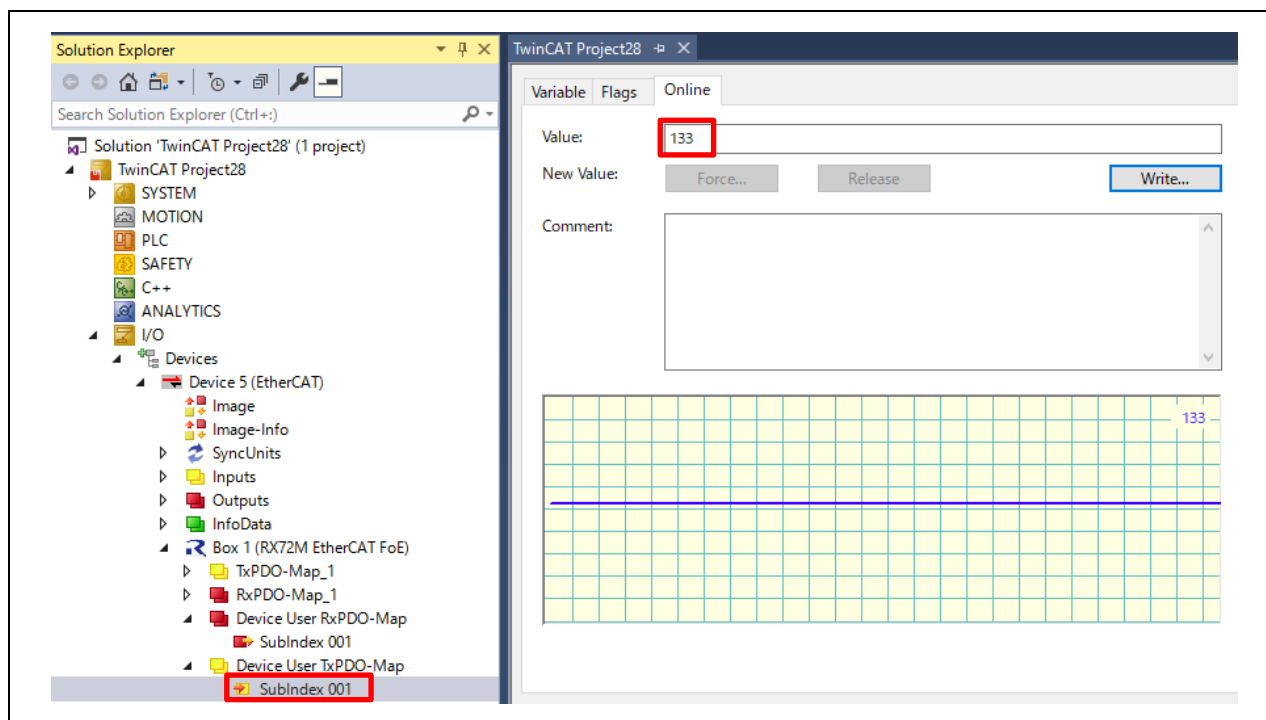 Solution Explorer
Search Solution Explorer (Ctrl+:)
Solution 'TwinCAT Project28' (1 project)
TwinCAT Project28
SYSTEM
MOTION
PLC
SAFETY
C++
ANALYTICS
I/O
Devices
Device 5 (EtherCAT)
Image
Image-Info
SyncUnits
Inputs
Outputs
InfoData
Box 1 (RX72M EtherCAT FoE)
TxPDO-Map_1
RxPDO-Map_1
Device User RxPDO-Map
SubIndex 001
Device User TxPDO-Map
SubIndex 001
TwinCAT Project28
Variable Flags Online
Value: 133
New Value: Force... Release Write...
Comment:
133